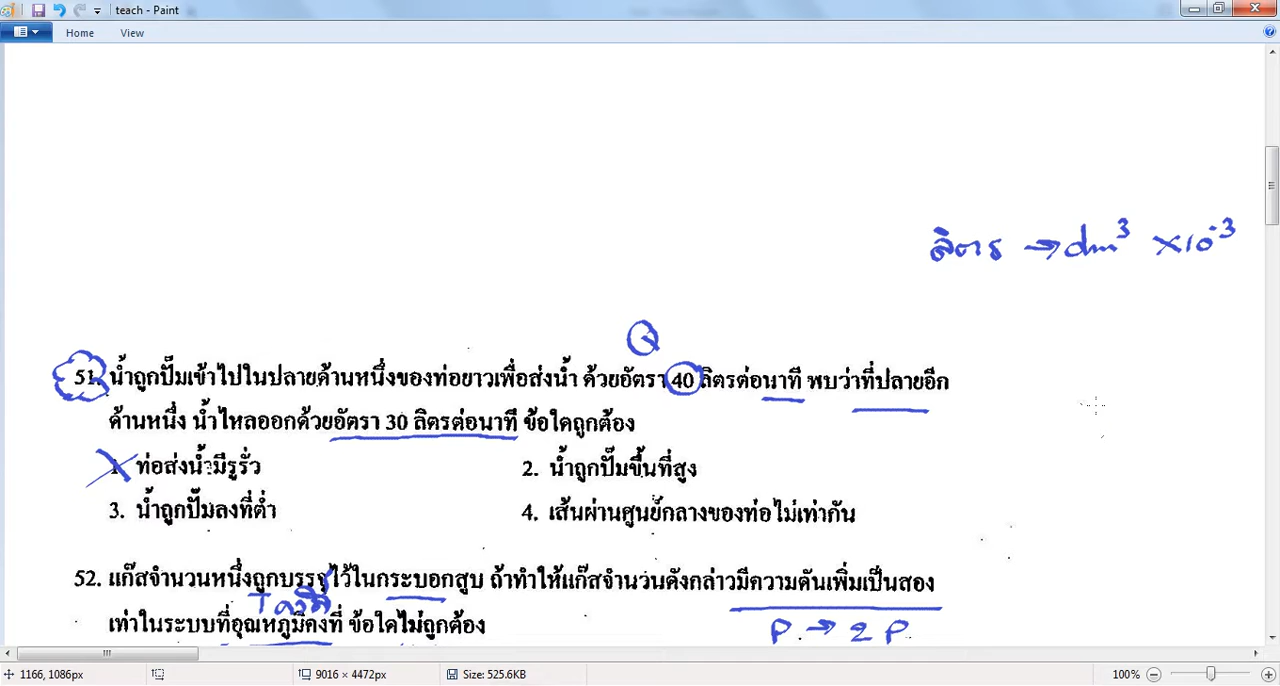 teach - Paint
Home View
ลิตร → dm³ ×10⁻³
Q
51. น้ำถูกปั๊มเข้าไปในปลายด้านหนึ่งของท่อยาวเพื่อส่งน้ำ ด้วยอัตรา 40 ลิตรต่อนาที พบว่าที่ปลายอีก
ด้านหนึ่ง น้ำไหลออกด้วยอัตรา 30 ลิตรต่อนาที ข้อใดถูกต้อง
1. ท่อส่งน้ำมีรูรั่ว 2. น้ำถูกปั๊มขึ้นที่สูง
3. น้ำถูกปั๊มลงที่ต่ำ 4. เส้นผ่านศูนย์กลางของท่อไม่เท่ากัน
52. แก๊สจำนวนหนึ่งถูกบรรจุไว้ในกระบอกสูบ ถ้าทำให้แก๊สจำนวนดังกล่าวมีความดันเพิ่มเป็นสอง
T คงที่
เท่าในระบบที่อุณหภูมิคงที่ ข้อใดไม่ถูกต้อง
P → 2 P
1166, 1086px 9016 × 4472px Size: 525.6KB 100%